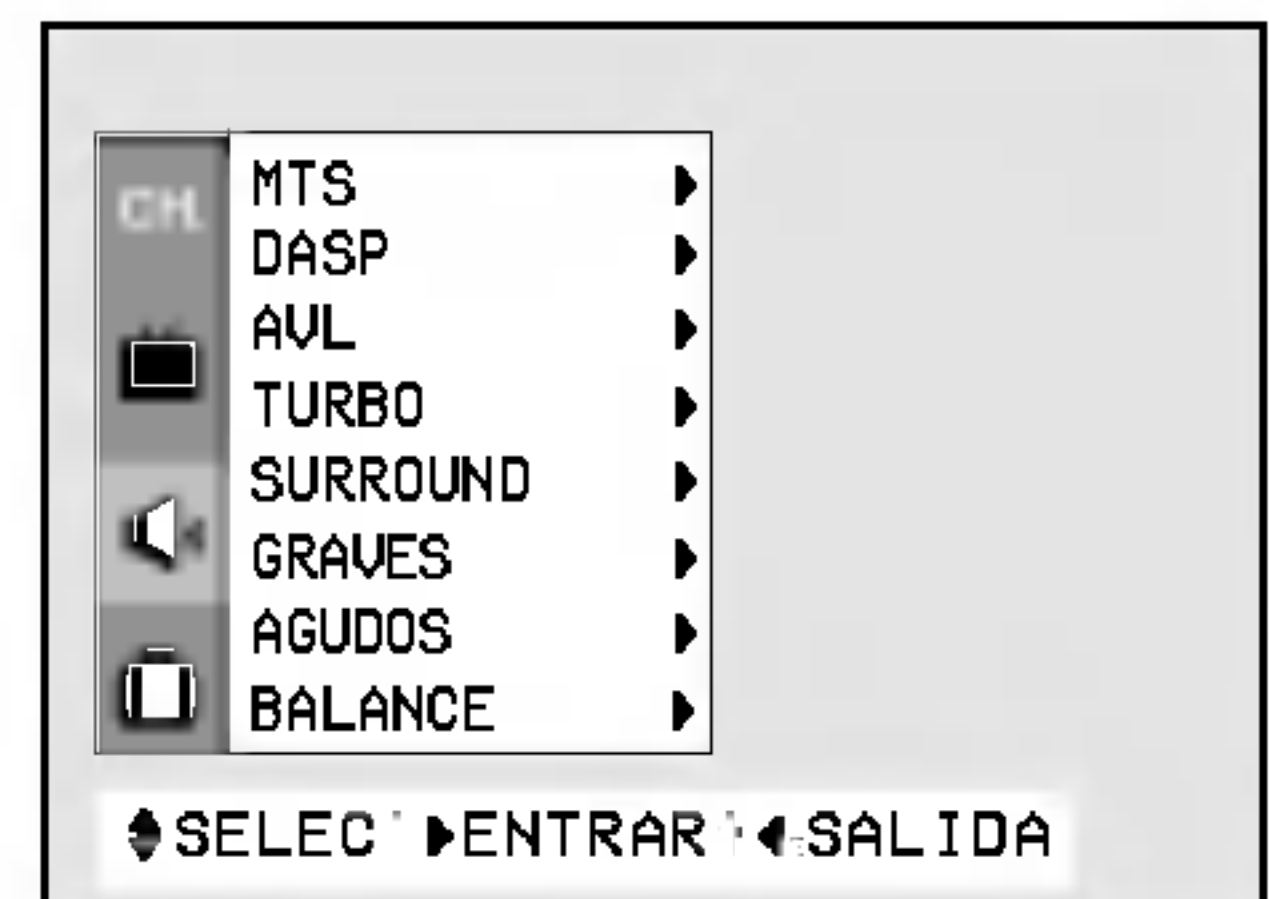 CH.
MTS
DASP
AVL
TURBO
SURROUND
GRAVES
AGUDOS
BALANCE
SELEC ENTRAR SALIDA